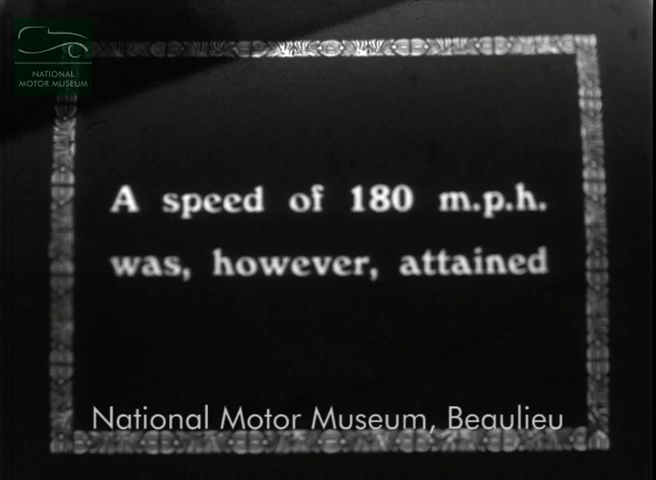 NATIONAL
MOTOR MUSEUM
A speed of 180 m.p.h.
was, however, attained
National Motor Museum, Beaulieu